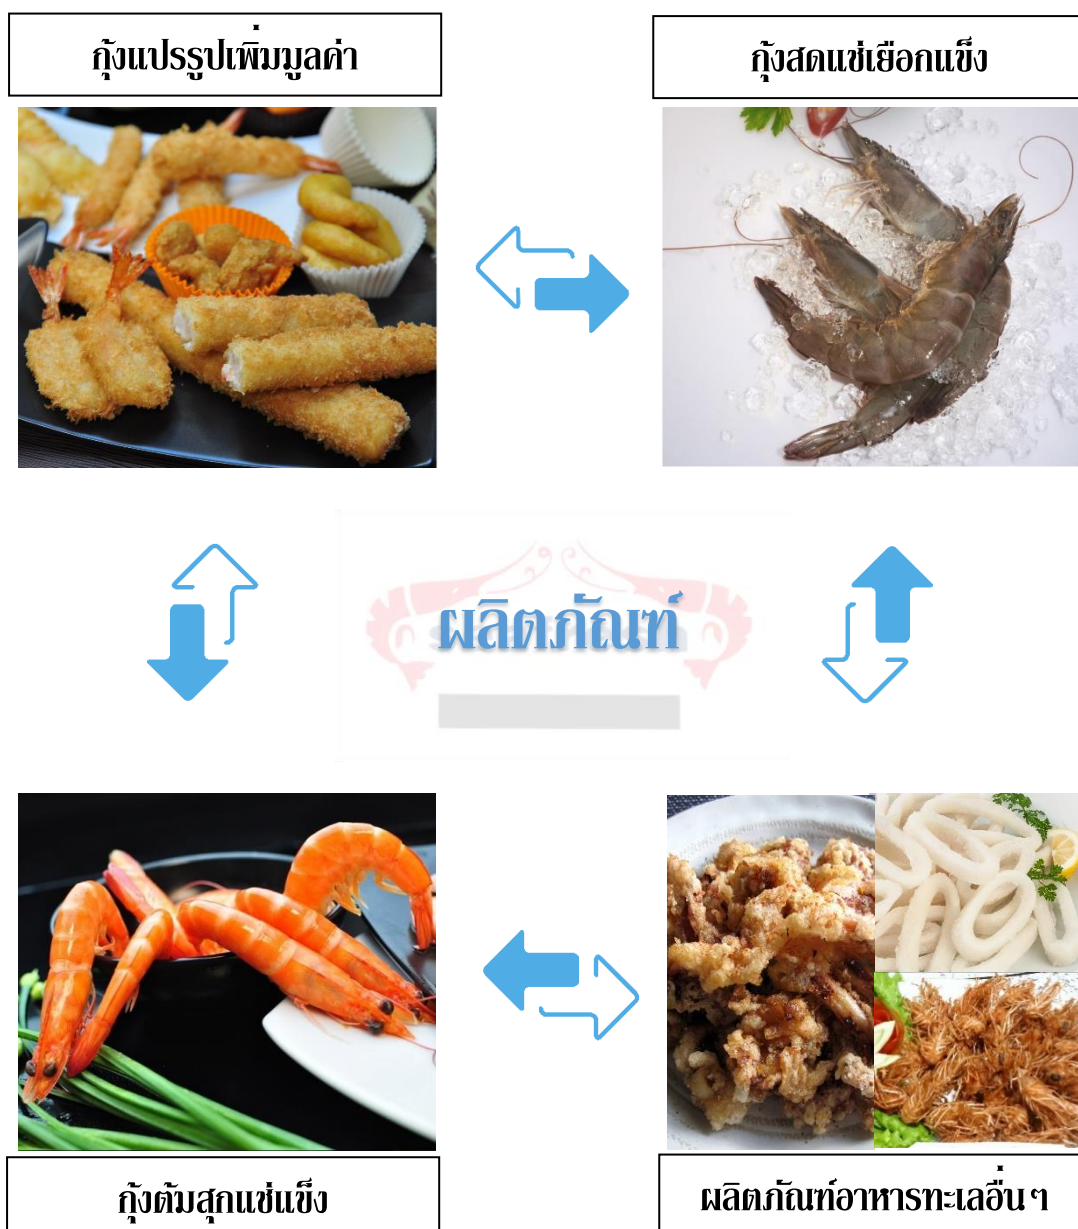 กุ้งแปรรูปเพิ่มมูลค่า
กุ้งสดแช่เยือกแข็ง
ผลิตภัณฑ์
กุ้งต้มสุกแช่แข็ง
ผลิตภัณฑ์อาหารทะเลอื่นๆ